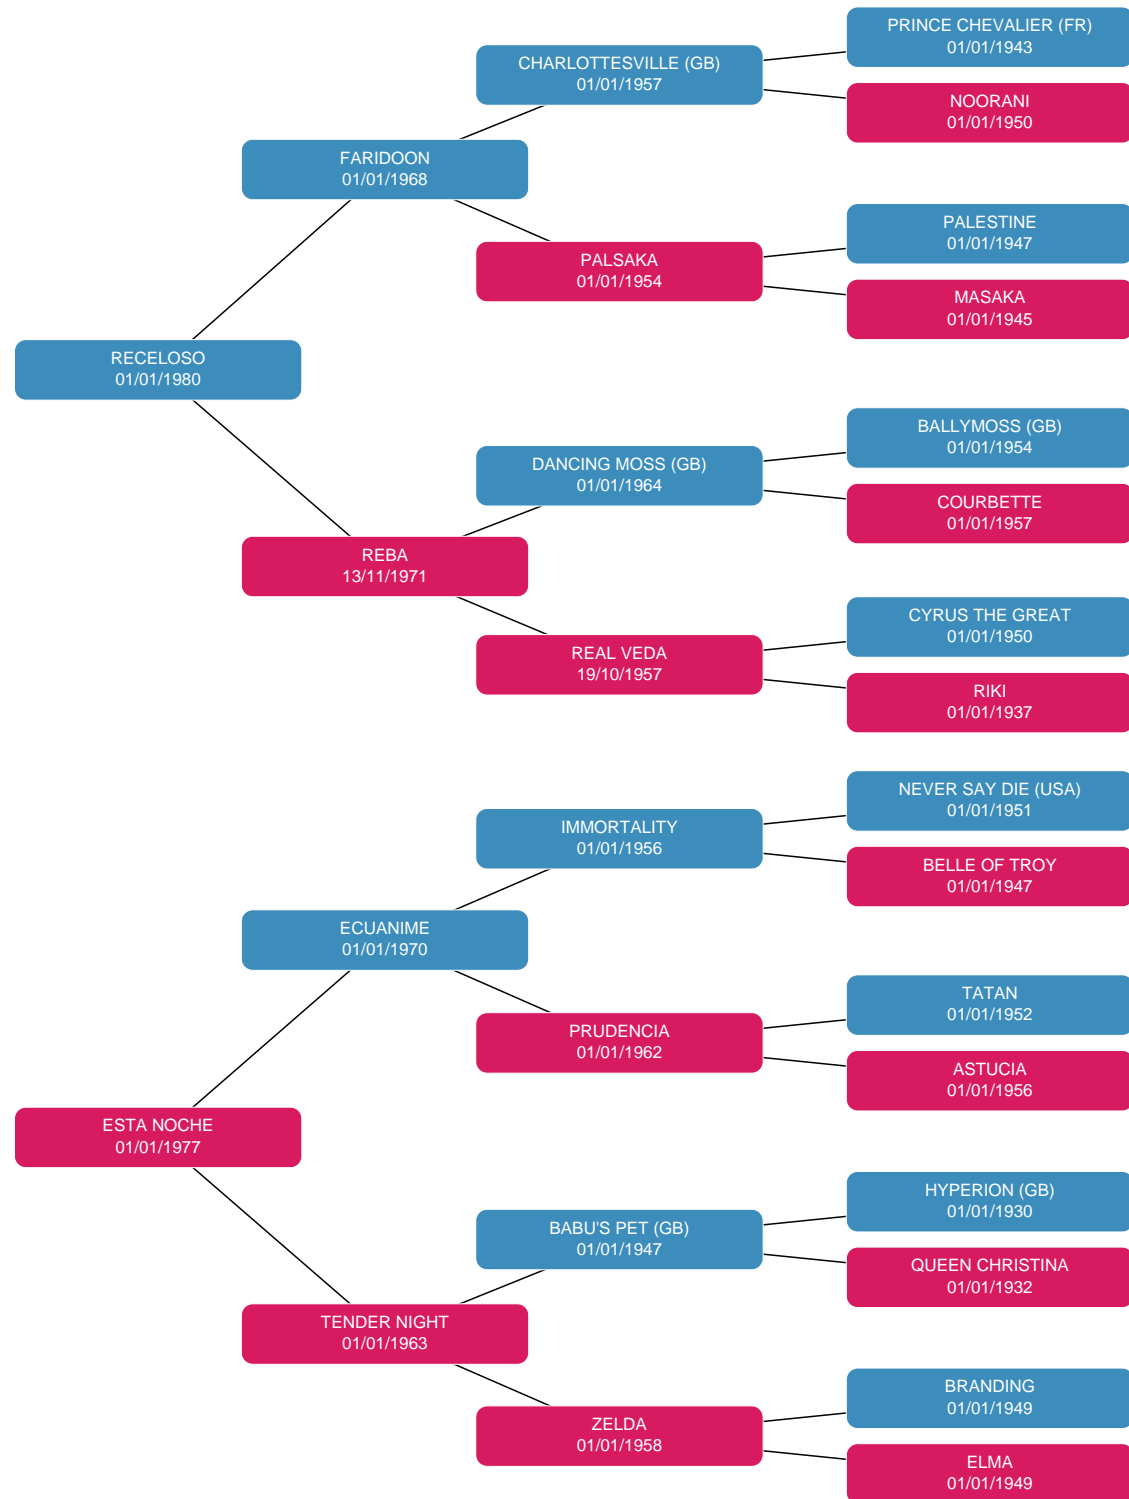 PRINCE CHEVALIER (FR)
01/01/1943
CHARLOTTESVILLE (GB)
01/01/1957
NOORANI
01/01/1950
FARIDOON
01/01/1968
PALESTINE
01/01/1947
PALSAKA
01/01/1954
MASAKA
01/01/1945
RECELOSO
01/01/1980
BALLYMOSS (GB)
01/01/1954
DANCING MOSS (GB)
01/01/1964
COURBETTE
01/01/1957
REBA
13/11/1971
CYRUS THE GREAT
01/01/1950
REAL VEDA
19/10/1957
RIKI
01/01/1937
NEVER SAY DIE (USA)
01/01/1951
IMMORTALITY
01/01/1956
BELLE OF TROY
01/01/1947
ECUANIME
01/01/1970
TATAN
01/01/1952
PRUDENCIA
01/01/1962
ASTUCIA
01/01/1956
ESTA NOCHE
01/01/1977
HYPERION (GB)
01/01/1930
BABU'S PET (GB)
01/01/1947
QUEEN CHRISTINA
01/01/1932
TENDER NIGHT
01/01/1963
BRANDING
01/01/1949
ZELDA
01/01/1958
ELMA
01/01/1949